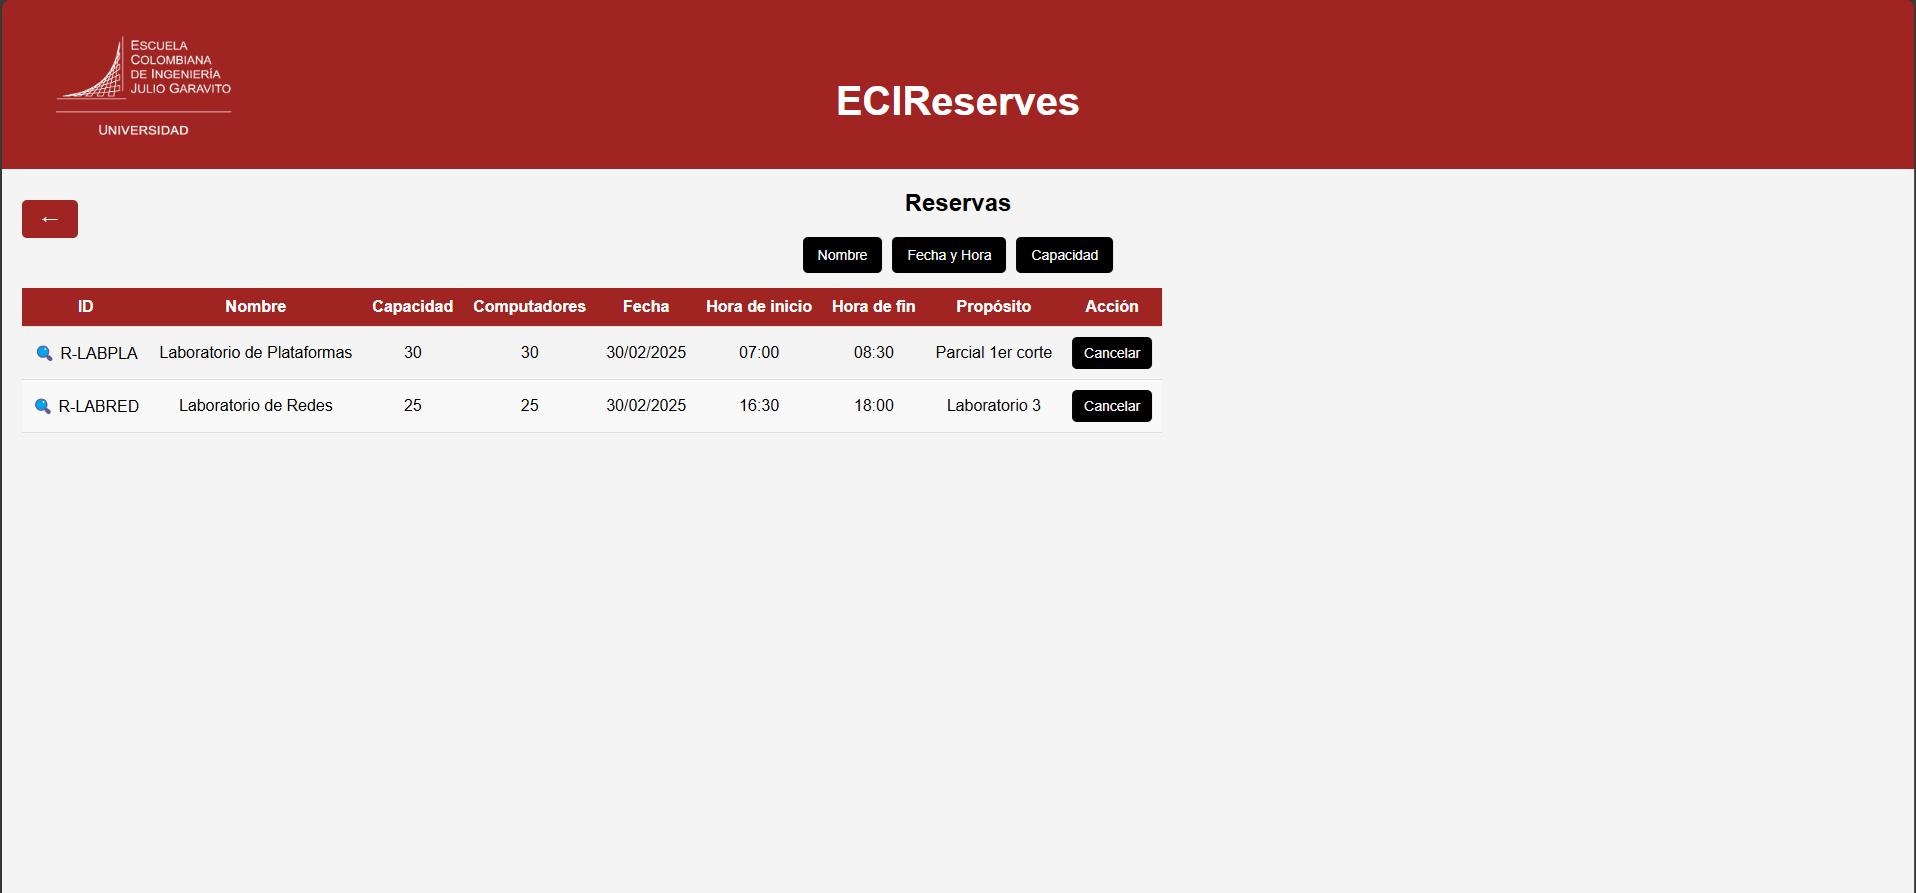 ESCUELA
COLOMBIANA
DE INGENIERÍA
JULIO GARAVITO
UNIVERSIDAD
ECIReserves
←
Reservas
Nombre Fecha y Hora Capacidad
ID Nombre Capacidad Computadores Fecha Hora de inicio Hora de fin Propósito Acción
R-LABPLA Laboratorio de Plataformas 30 30 30/02/2025 07:00 08:30 Parcial 1er corte Cancelar
R-LABRED Laboratorio de Redes 25 25 30/02/2025 16:30 18:00 Laboratorio 3 Cancelar